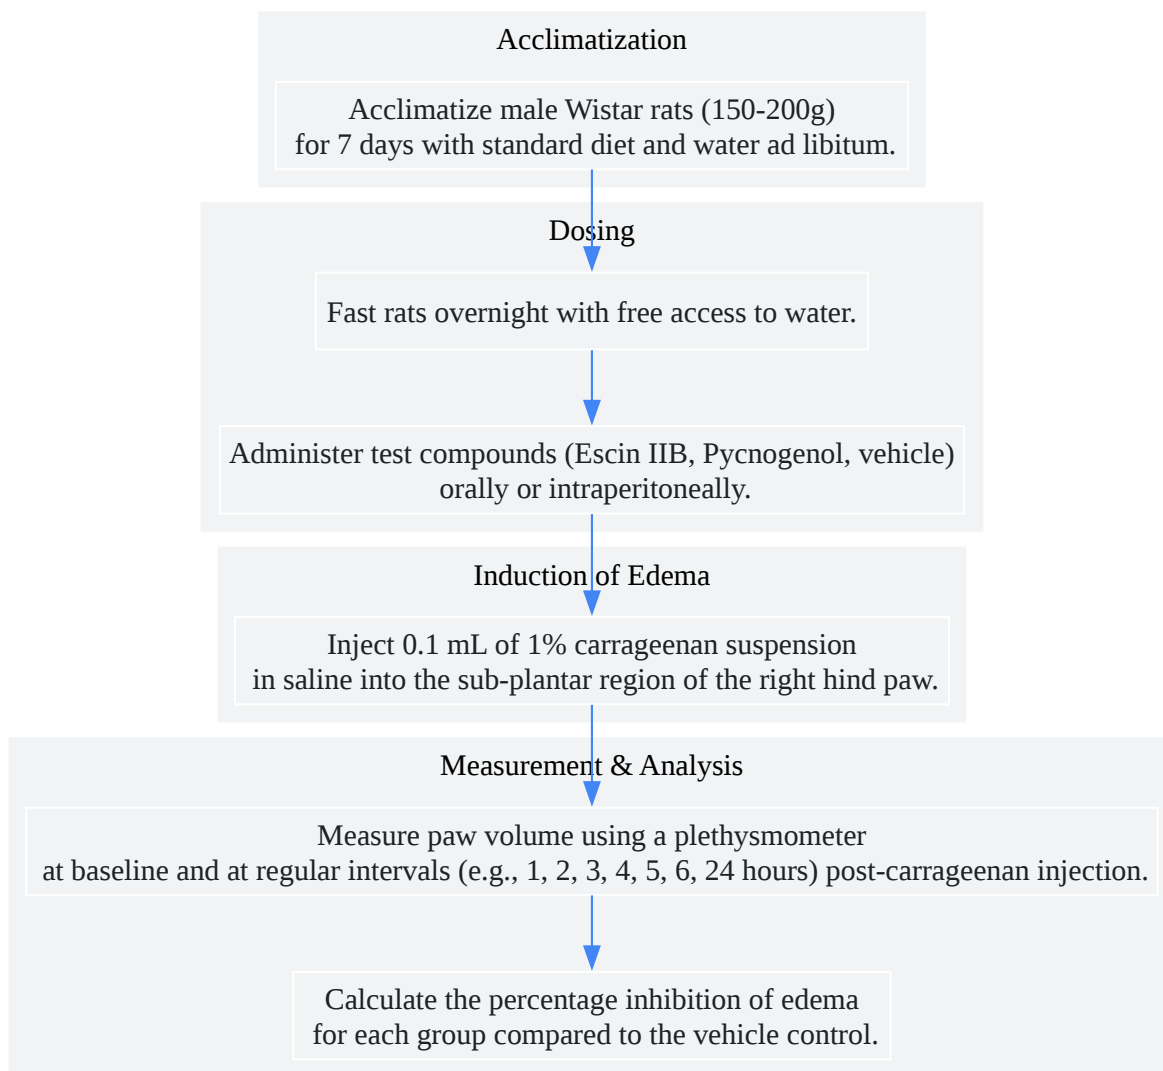 Acclimatization
Acclimatize male Wistar rats (150-200g)
for 7 days with standard diet and water ad libitum.
Dosing
Fast rats overnight with free access to water.
Administer test compounds (Escin IIB, Pycnogenol, vehicle)
orally or intraperitoneally.
Induction of Edema
Inject 0.1 mL of 1% carrageenan suspension
in saline into the sub-plantar region of the right hind paw.
Measurement & Analysis
Measure paw volume using a plethysmometer
at baseline and at regular intervals (e.g., 1, 2, 3, 4, 5, 6, 24 hours) post-carrageenan injection.
Calculate the percentage inhibition of edema
for each group compared to the vehicle control.